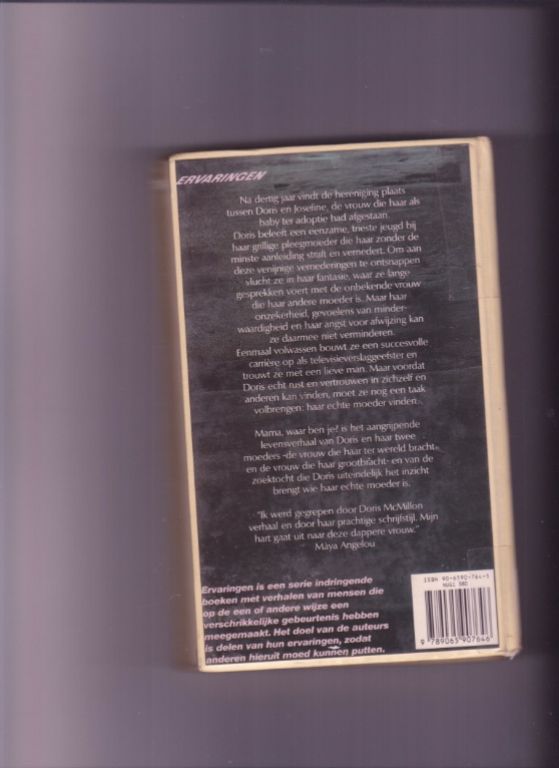 ERVARINGEN
Na dertig jaar vindt de hereniging plaats
tussen Doris en Josefine, de vrouw die haar als
baby ter adoptie had afgestaan.
Doris beleeft een eenzame, trieste jeugd bij
haar grillige pleegmoeder die haar zonder de
minste aanleiding straft en vernedert. Om aan
deze venijnige vernederingen te ontsnappen
vlucht ze in haar fantasie, waar ze lange
gesprekken voert met de onbekende vrouw
die haar andere moeder is. Maar haar
onzekerheid, gevoelens van minder-
waardigheid en haar angst voor afwijzing kan
ze daarmee niet verminderen.
Eenmaal volwassen bouwt ze een succesvolle
carrière op als televisieverslaggeefster en
trouwt ze met een lieve man. Maar voordat
Doris echt rust en vertrouwen in zichzelf en
anderen kan vinden, moet ze nog een taak
volbrengen: haar echte moeder vinden.
Mama, waar ben je? is het aangrijpende
levensverhaal van Doris en haar twee
moeders -de vrouw die haar ter wereld bracht-
en de vrouw die haar grootbracht- en van de
zoektocht die Doris uiteindelijk het inzicht
brengt wie haar echte moeder is.
"Ik werd gegrepen door Doris McMillon
verhaal en door haar prachtige schrijfstijl. Mijn
hart gaat uit naar deze dappere vrouw."
Maya Angelou
Ervaringen is een serie indringende
boeken met verhalen van mensen die
op de een of andere wijze een
verschrikkelijke gebeurtenis hebben
meegemaakt. Het doel van de auteurs
is delen van hun ervaringen, zodat
anderen hieruit moed kunnen putten.
ISBN 90-6590-764-5
NUGI 580
9 789065 907646